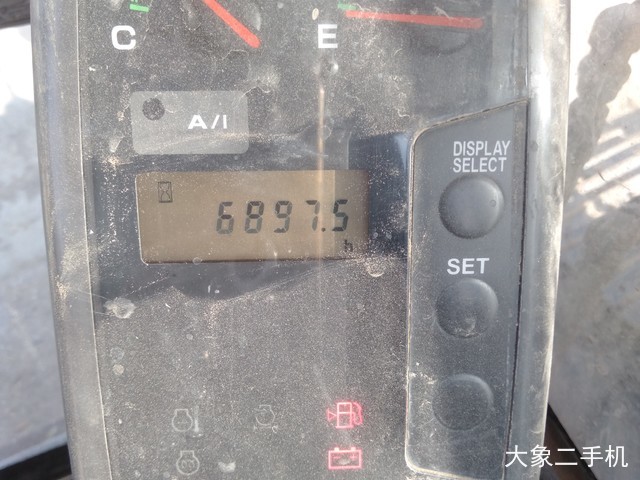 C E
A/I
DISPLAY
SELECT
6897.5
h
SET
大象二手机